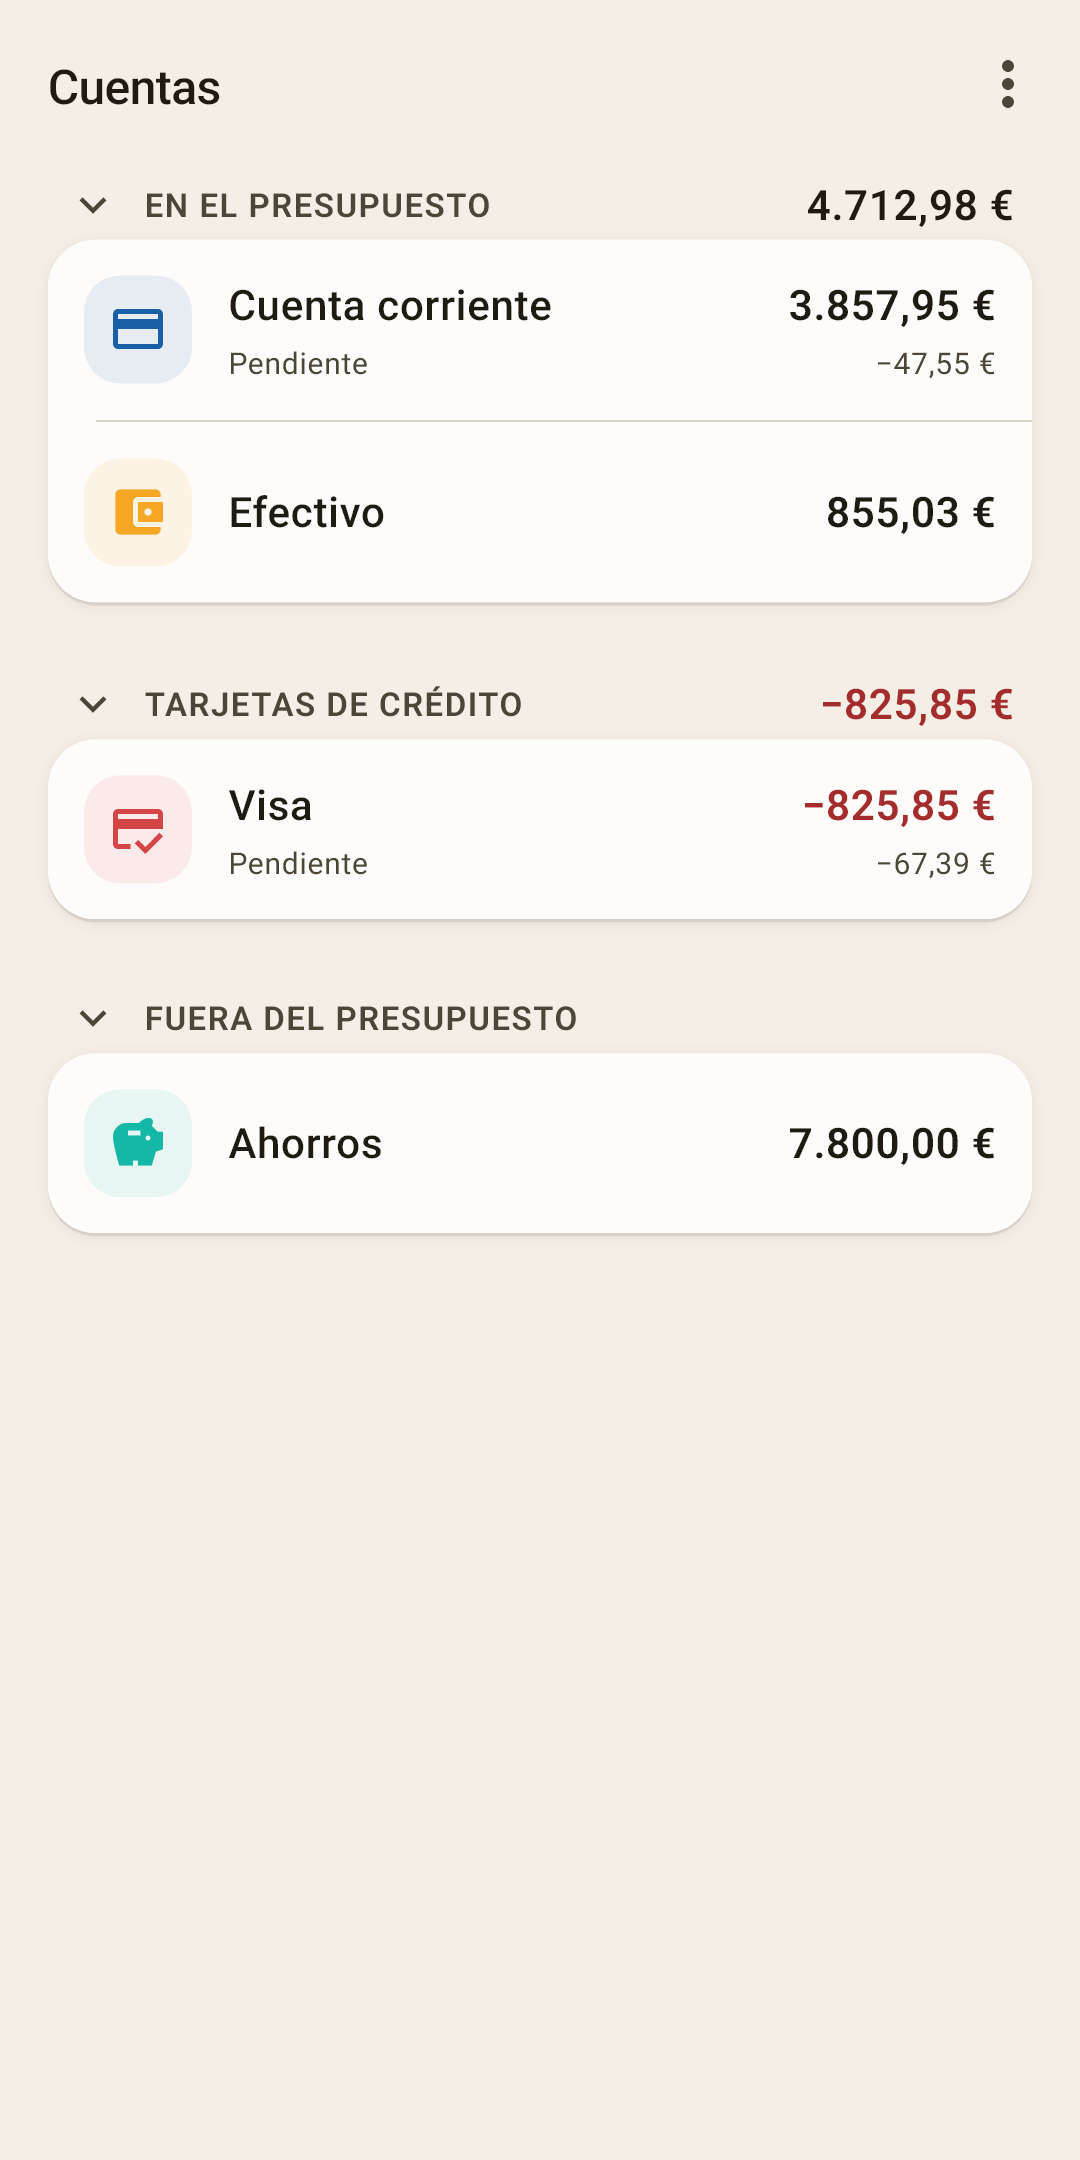 Cuentas
EN EL PRESUPUESTO 4.712,98 €
Cuenta corriente 3.857,95 €
Pendiente −47,55 €
Efectivo 855,03 €
TARJETAS DE CRÉDITO −825,85 €
Visa −825,85 €
Pendiente −67,39 €
FUERA DEL PRESUPUESTO
Ahorros 7.800,00 €